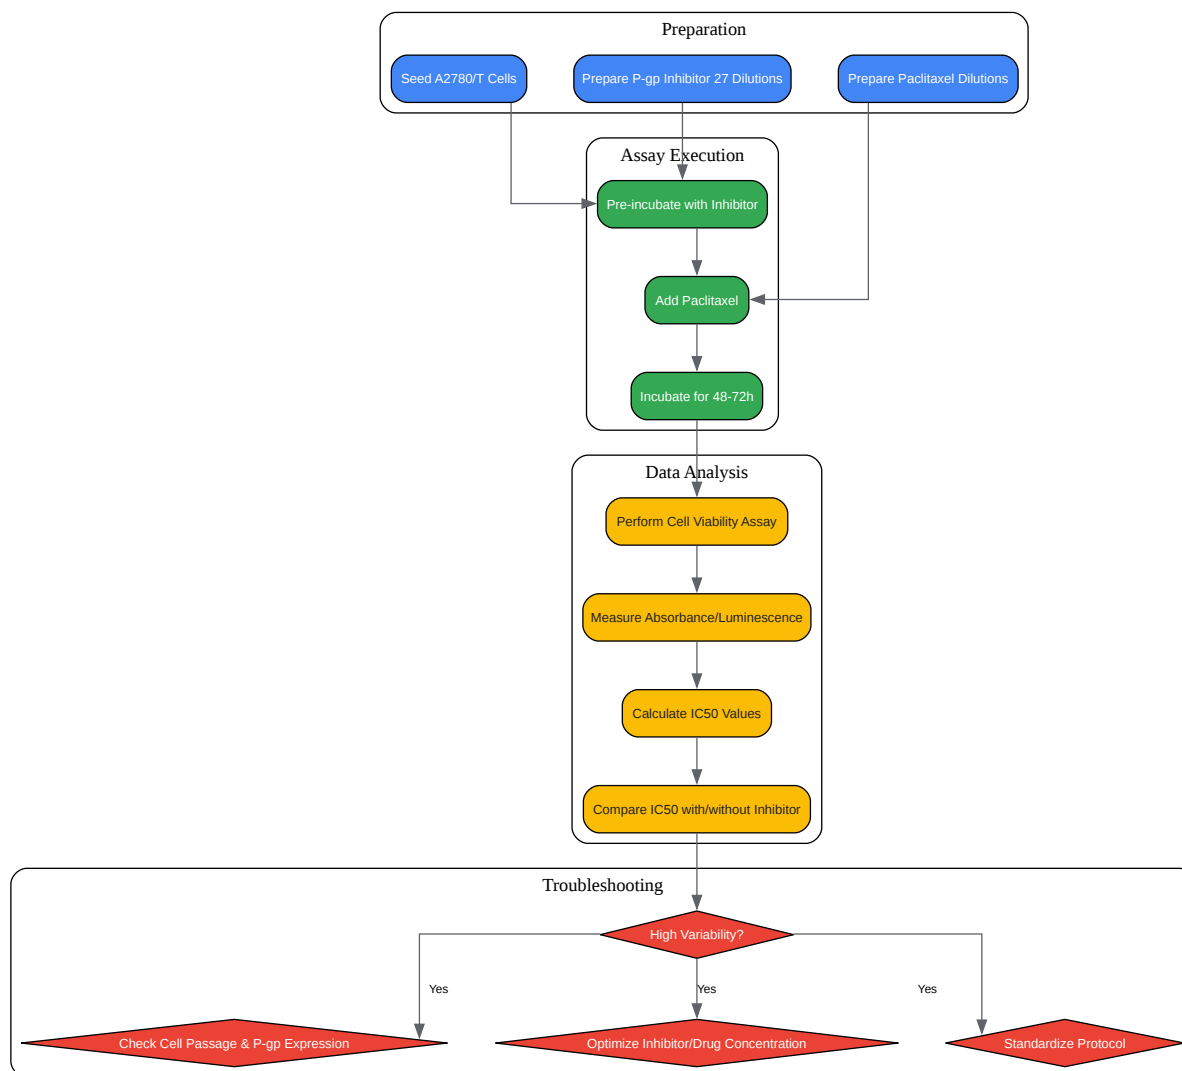 Preparation
Seed A2780/T Cells
Prepare P-gp Inhibitor 27 Dilutions
Prepare Paclitaxel Dilutions
Assay Execution
Pre-incubate with Inhibitor
Add Paclitaxel
Incubate for 48-72h
Data Analysis
Perform Cell Viability Assay
Measure Absorbance/Luminescence
Calculate IC50 Values
Compare IC50 with/without Inhibitor
Troubleshooting
High Variability?
Yes
Yes
Yes
Check Cell Passage & P-gp Expression
Optimize Inhibitor/Drug Concentration
Standardize Protocol